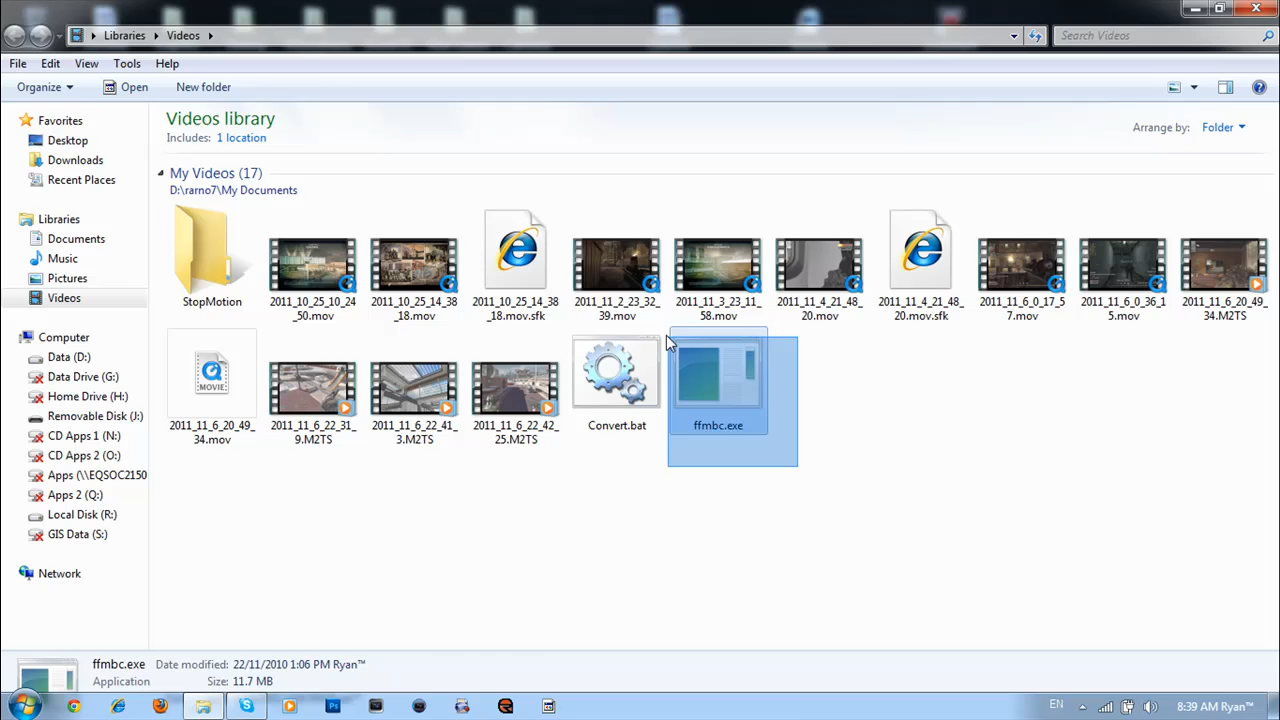 Libraries
Videos
Search Videos
File
Edit
View
Tools
Help
Organize
Open
New folder
Videos library
Includes: 1 location
Arrange by: Folder
My Videos (17)
D:\rarno7\My Documents
Favorites
Desktop
Downloads
Recent Places
Libraries
Documents
Music
Pictures
Videos
Computer
Data (D:)
Data Drive (G:)
Home Drive (H:)
Removable Disk (J:)
CD Apps 1 (N:)
CD Apps 2 (O:)
Apps (\\EQSOC2150
Apps 2 (Q:)
Local Disk (R:)
GIS Data (S:)
Network
StopMotion
2011_10_25_10_24
_50.mov
2011_10_25_14_38
_18.mov
2011_10_25_14_38
_18.mov.sfk
2011_11_2_23_32_
39.mov
2011_11_3_23_11_
58.mov
2011_11_4_21_48_
20.mov
2011_11_4_21_48_
20.mov.sfk
2011_11_6_0_17_5
7.mov
2011_11_6_0_36_1
5.mov
2011_11_6_20_49_
34.M2TS
MOVIE
2011_11_6_20_49_
34.mov
2011_11_6_22_31_
9.M2TS
2011_11_6_22_41_
3.M2TS
2011_11_6_22_42_
25.M2TS
Convert.bat
ffmbc.exe
ffmbc.exe
Date modified: 22/11/2010 1:06 PM Ryan™
Application
Size: 11.7 MB
Ps
EN
8:39 AM Ryan™